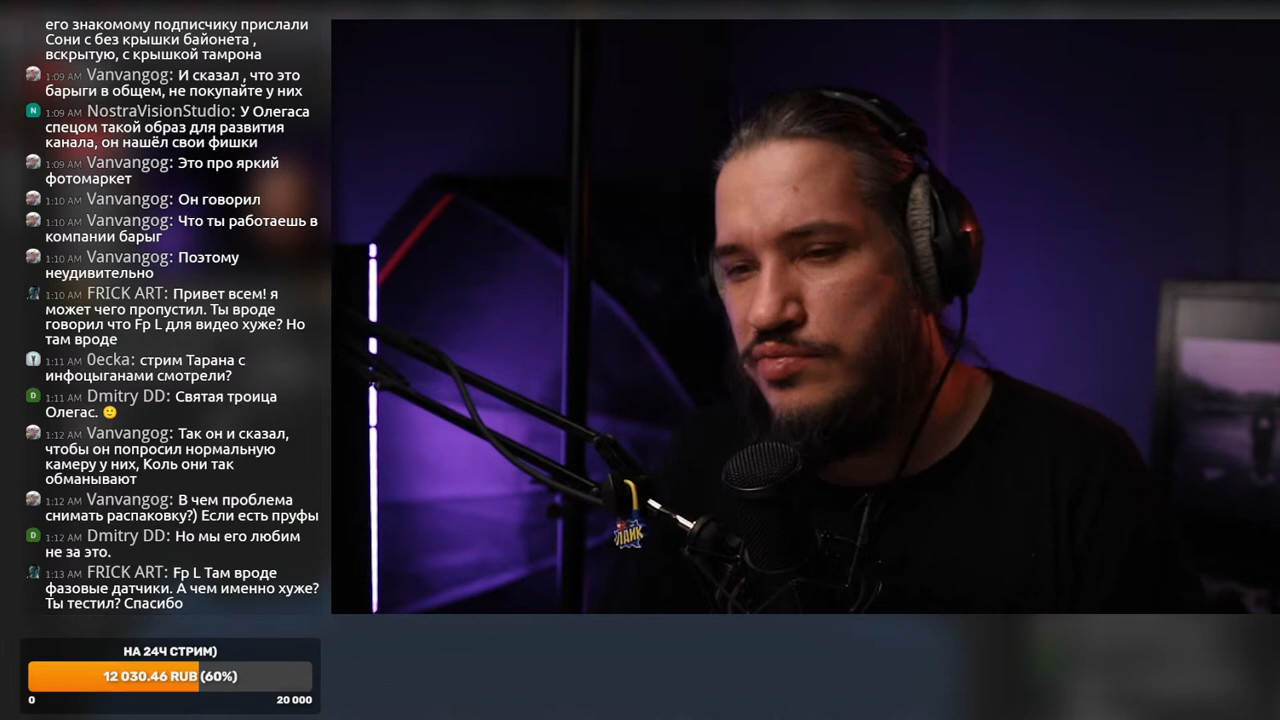 его знакомому подписчику прислали
Сони с без крышки байонета ,
вскрытую, с крышкой тамрона
1:09 AM Vanvangog: И сказал , что это
барыги в общем, не покупайте у них
N 1:09 AM NostraVisionStudio: У Олегаса
спецом такой образ для развития
канала, он нашёл свои фишки
1:09 AM Vanvangog: Это про яркий
фотомаркет
1:10 AM Vanvangog: Он говорил
1:10 AM Vanvangog: Что ты работаешь в
компании барыг
1:10 AM Vanvangog: Поэтому
неудивительно
1:10 AM FRICK ART: Привет всем! я
может чего пропустил. Ты вроде
говорил что Fp L для видео хуже? Но
там вроде
1:11 AM 0ecka: стрим Тарана с
инфоцыганами смотрели?
D 1:11 AM Dmitry DD: Святая троица
Олегас. 🙂
1:12 AM Vanvangog: Так он и сказал,
чтобы он попросил нормальную
камеру у них, Коль они так
обманывают
1:12 AM Vanvangog: В чем проблема
снимать распаковку?) Если есть пруфы
D 1:12 AM Dmitry DD: Но мы его любим
не за это.
1:13 AM FRICK ART: Fp L Там вроде
фазовые датчики. А чем именно хуже?
Ты тестил? Спасибо
ЛАЙК
НА 24Ч СТРИМ)
12 030.46 RUB (60%)
0 20 000